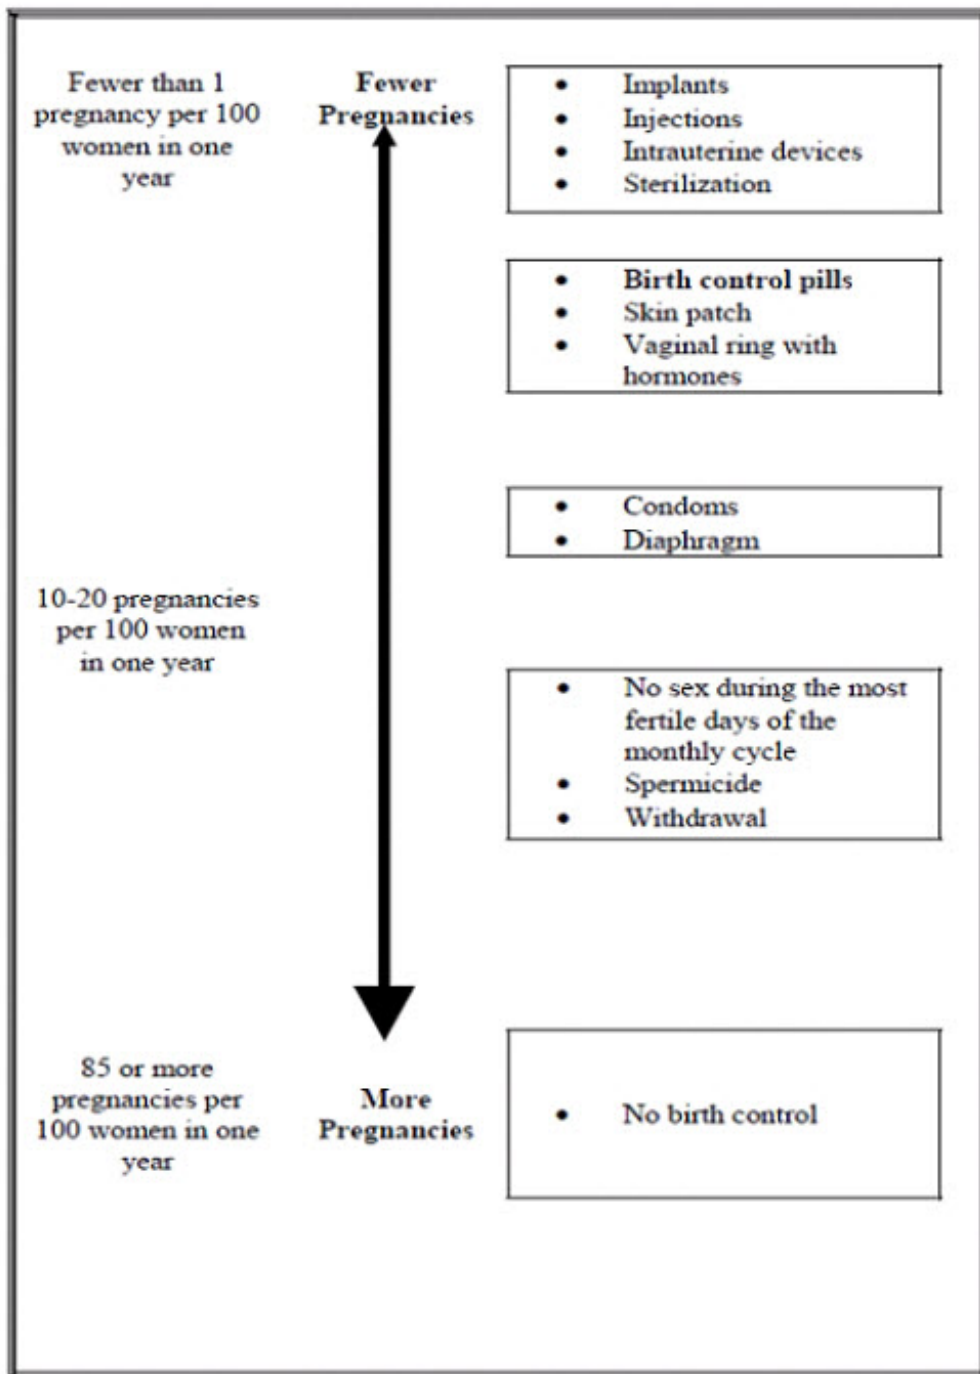 Fewer than 1
pregnancy per 100
women in one
year
Fewer
Pregnancies
• Implants
• Injections
• Intrauterine devices
• Sterilization
• Birth control pills
• Skin patch
• Vaginal ring with
hormones
• Condoms
• Diaphragm
10-20 pregnancies
per 100 women
in one year
• No sex during the most
fertile days of the
monthly cycle
• Spermicide
• Withdrawal
85 or more
pregnancies per
100 women in one
year
More
Pregnancies
• No birth control